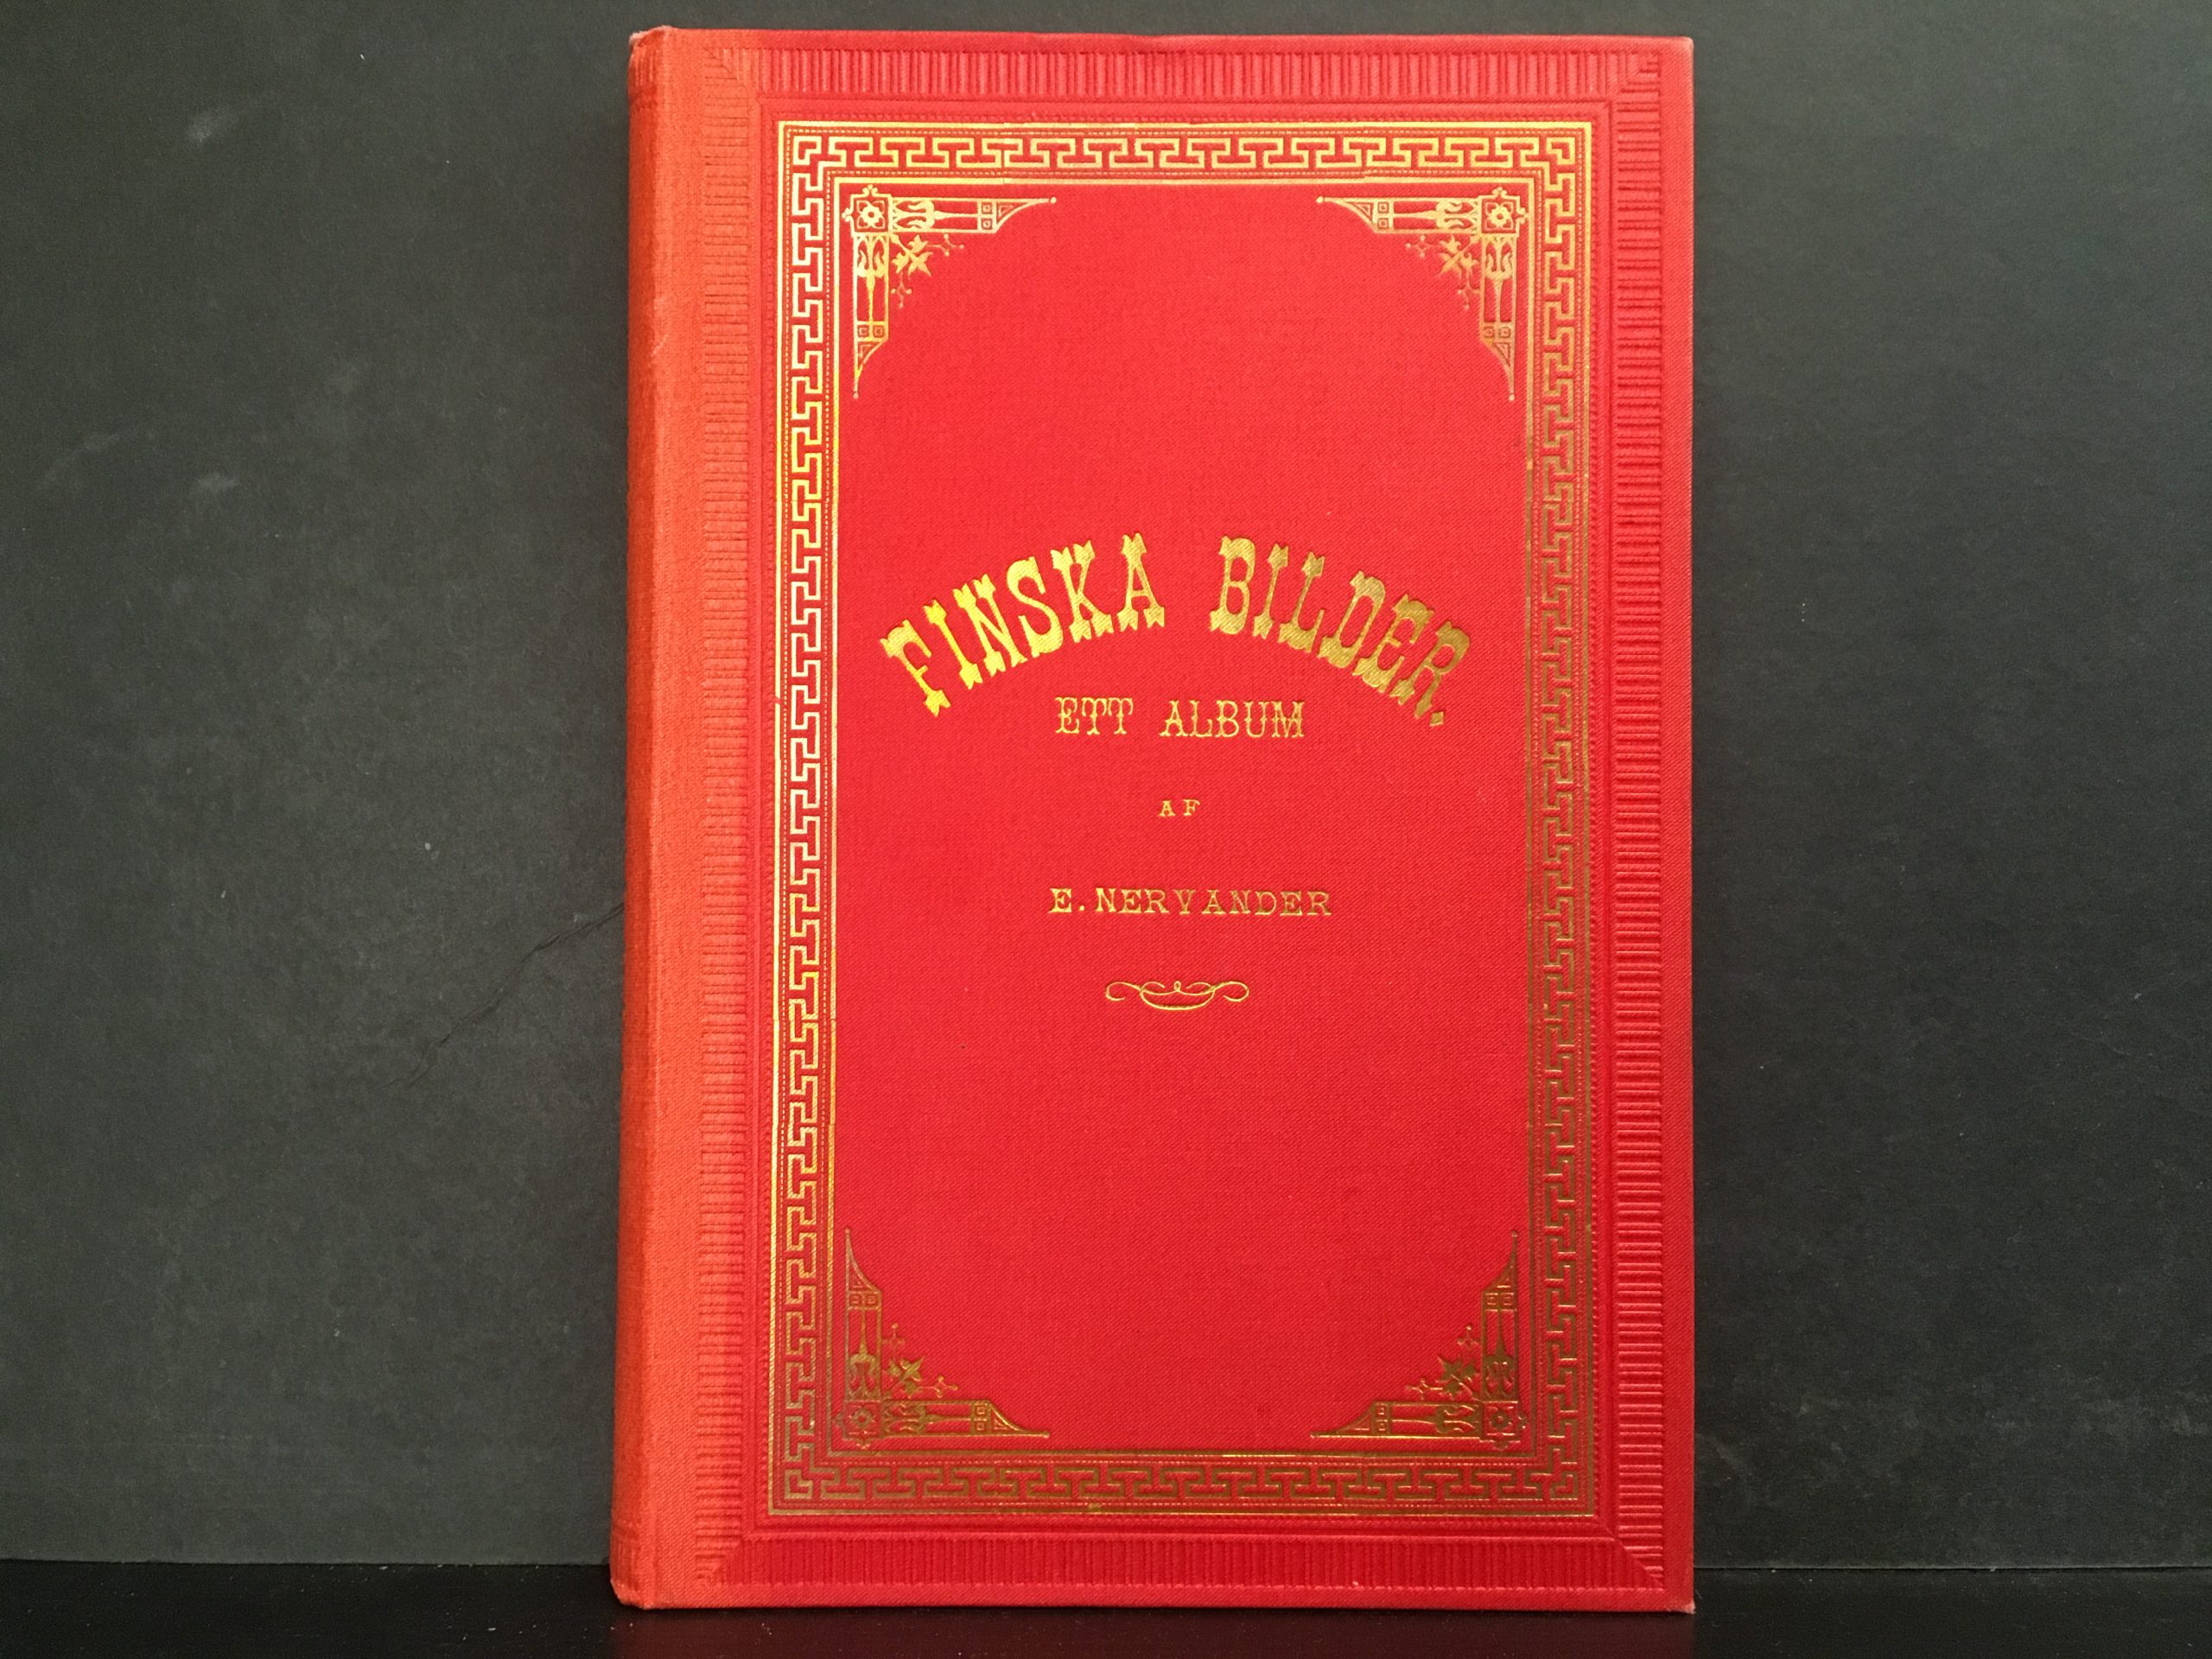 FINSKA BILDER.
ETT ALBUM
AF
E. NERVANDER